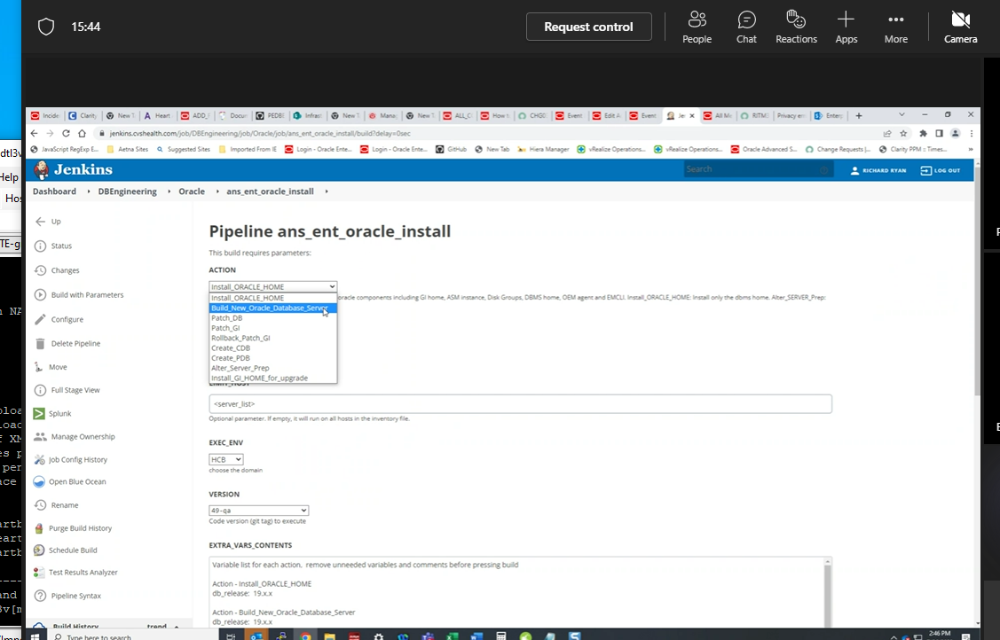 15:44
Request control
People
Chat
Reactions
Apps
More
Camera
Clarity
Heart
Infrast
jenkins.cvshealth.com/job/DBEngineering/job/Oracle/job/ans_ent_oracle_install/build?delay=0sec
JavaScript RegExp E...
Aetna Sites
Suggested Sites
Imported From IE
Login - Oracle Ente...
Login - Oracle Ente...
GitHub
New Tab
Hiera Manager
vRealize Operations...
vRealize Operations...
Oracle Advanced S...
Change Requests |...
Clarity PPM :: Times...
Jenkins
Search
RICHARD RYAN
LOG OUT
Dashboard
DBEngineering
Oracle
ans_ent_oracle_install
Up
Status
Changes
Build with Parameters
Configure
Delete Pipeline
Move
Full Stage View
Splunk
Manage Ownership
Job Config History
Open Blue Ocean
Rename
Purge Build History
Schedule Build
Test Results Analyzer
Pipeline Syntax
Build History
trend
Pipeline ans_ent_oracle_install
This build requires parameters:
ACTION
Install_ORACLE_HOME
Install_ORACLE_HOME
oracle components including GI home, ASM instance, Disk Groups, DBMS home, OEM agent and EMCLI. Install_ORACLE_HOME: Install only the dbms home. Alter_SERVER_Prep:
Build_New_Oracle_Database_Server
Patch_DB
Patch_GI
Rollback_Patch_GI
Create_CDB
Create_PDB
Alter_Server_Prep
Install_GI_HOME_for_upgrade
LIMIT_HOST
<server_list>
Optional parameter. If empty, it will run on all hosts in the inventory file.
EXEC_ENV
HCB
choose the domain
VERSION
49-qa
Code version (git tag) to execute
EXTRA_VARS_CONTENTS
Variable list for each action, remove unneeded variables and comments before pressing build
Action - Install_ORACLE_HOME
db_release: 19.x.x
Action - Build_New_Oracle_Database_Server
db_release: 19.x.x
Type here to search
2:46 PM